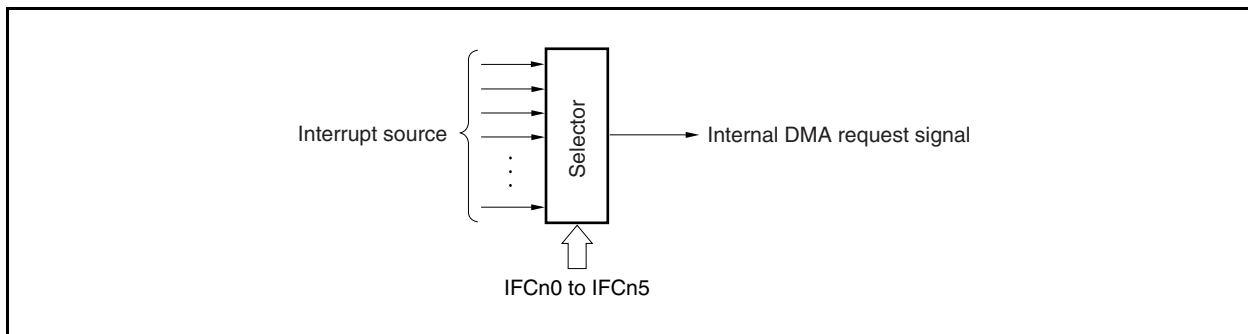 Interrupt source
Selector
Internal DMA request signal
IFCn0 to IFCn5